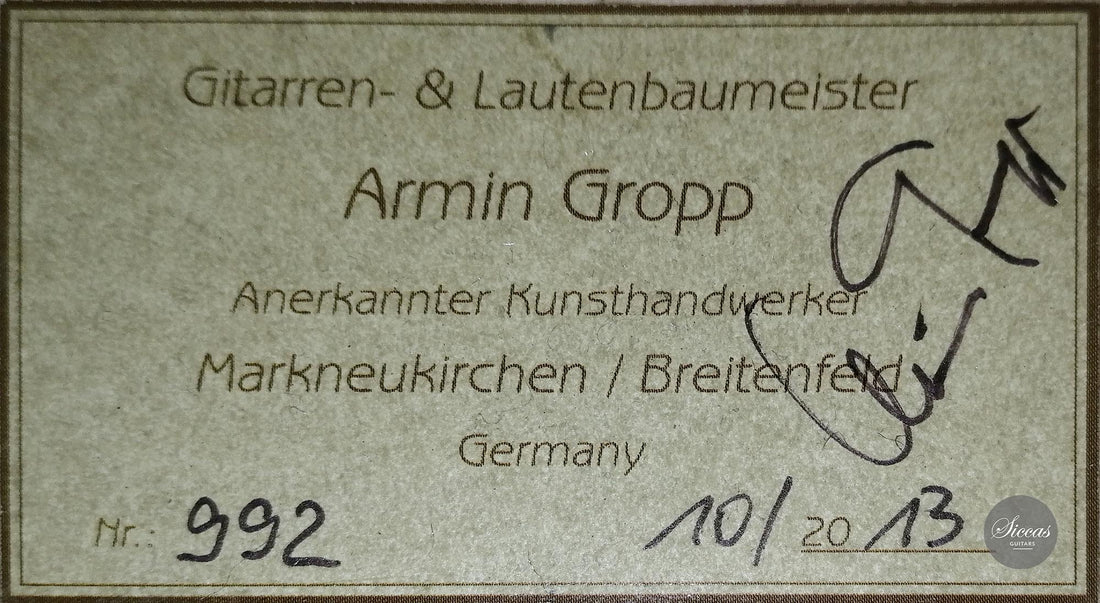 Gitarren- & Lautenbaumeister
Armin Gropp
Anerkannter Kunsthandwerker
Markneukirchen / Breitenfeld
Germany
Nr.: 992 10/ 2013
Siccas
GUITARS